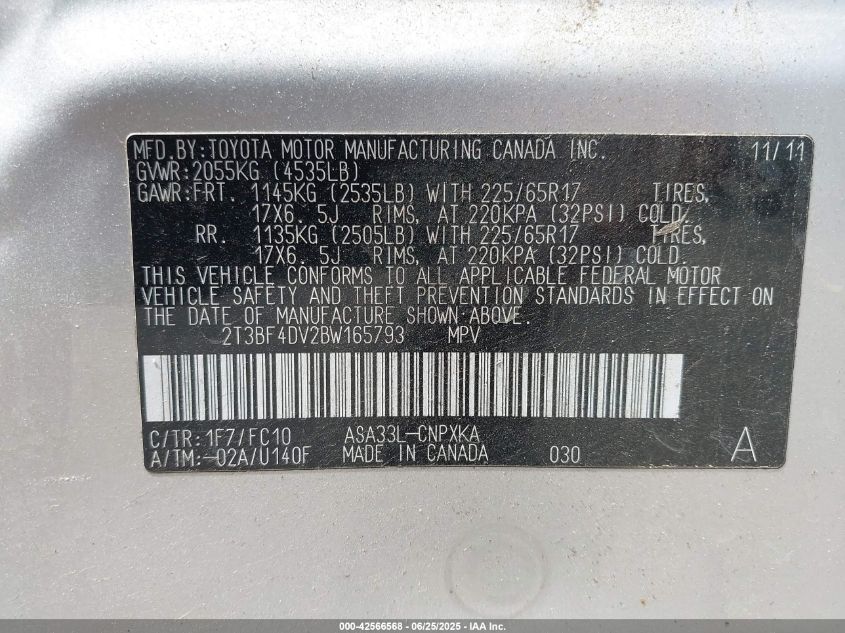 MFD.BY:TOYOTA MOTOR MANUFACTURING CANADA INC. 11/11
GVWR:2055KG (4535LB)
GAWR:FRT. 1145KG (2535LB) WITH 225/65R17 TIRES,
17X6.5J RIMS, AT 220KPA (32PSI) COLD.
RR. 1135KG (2505LB) WITH 225/65R17 TIRES,
17X6.5J RIMS, AT 220KPA (32PSI) COLD.
THIS VEHICLE CONFORMS TO ALL APPLICABLE FEDERAL MOTOR
VEHICLE SAFETY AND THEFT PREVENTION STANDARDS IN EFFECT ON
THE DATE OF MANUFACTURE SHOWN ABOVE.
2T3BF4DV2BW165793 MPV
C/TR:1F7/FC10 ASA33L-CNPXKA
A/TM:-02A/U140F MADE IN CANADA 030 A
000-42566568 - 06/25/2025 - IAA Inc.